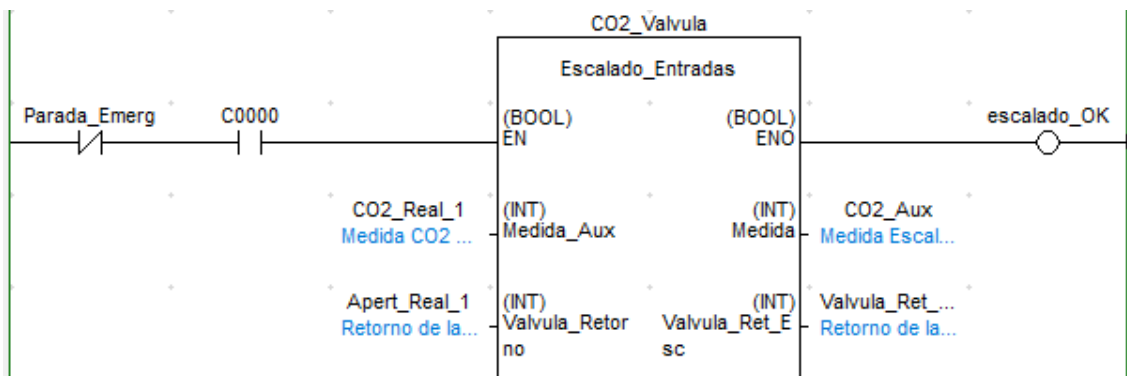 CO2_Valvula
Escalado_Entradas
Parada_Emerg
C0000
(BOOL)
EN
(BOOL)
ENO
escalado_OK
CO2_Real_1
Medida CO2 ...
(INT)
Medida_Aux
(INT)
Medida
CO2_Aux
Medida Escal...
Apert_Real_1
Retorno de la...
(INT)
Valvula_Retor
no
(INT)
Valvula_Ret_E
sc
Valvula_Ret_...
Retorno de la...